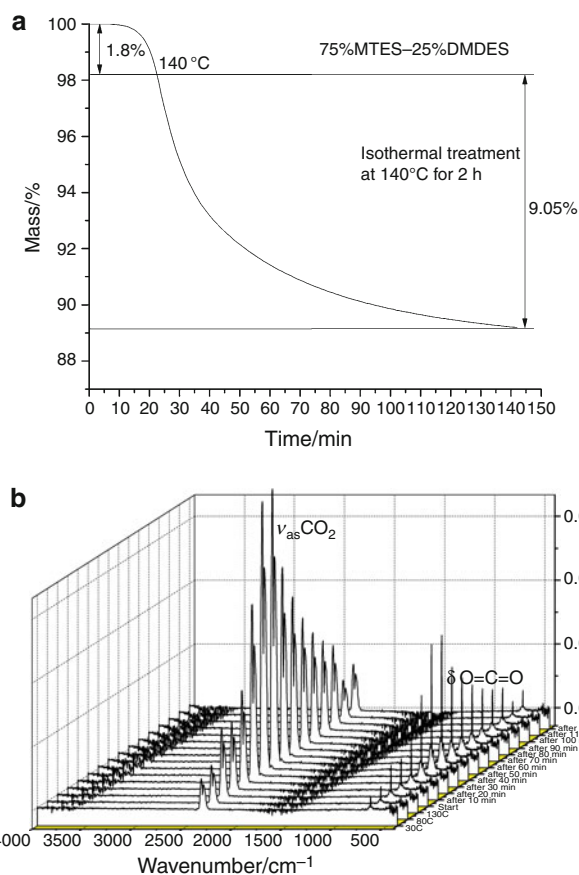 a
100
98
96
94
92
90
88
1.8%
140 °C
75%MTES–25%DMDES
Isothermal treatment
at 140°C for 2 h
9.05%
Mass/%
0 10 20 30 40 50 60 70 80 90 100 110 120 130 140 150
Time/min
b
νasCO2
δ O=C=O
0.0
after 100
after 90 min
after 80 min
after 70 min
after 60 min
after 50 min
after 40 min
after 30 min
after 20 min
after 10 min
Start
130C
80C
30C
3500 3000 2500 2000 1500 1000 500
Wavenumber/cm−1